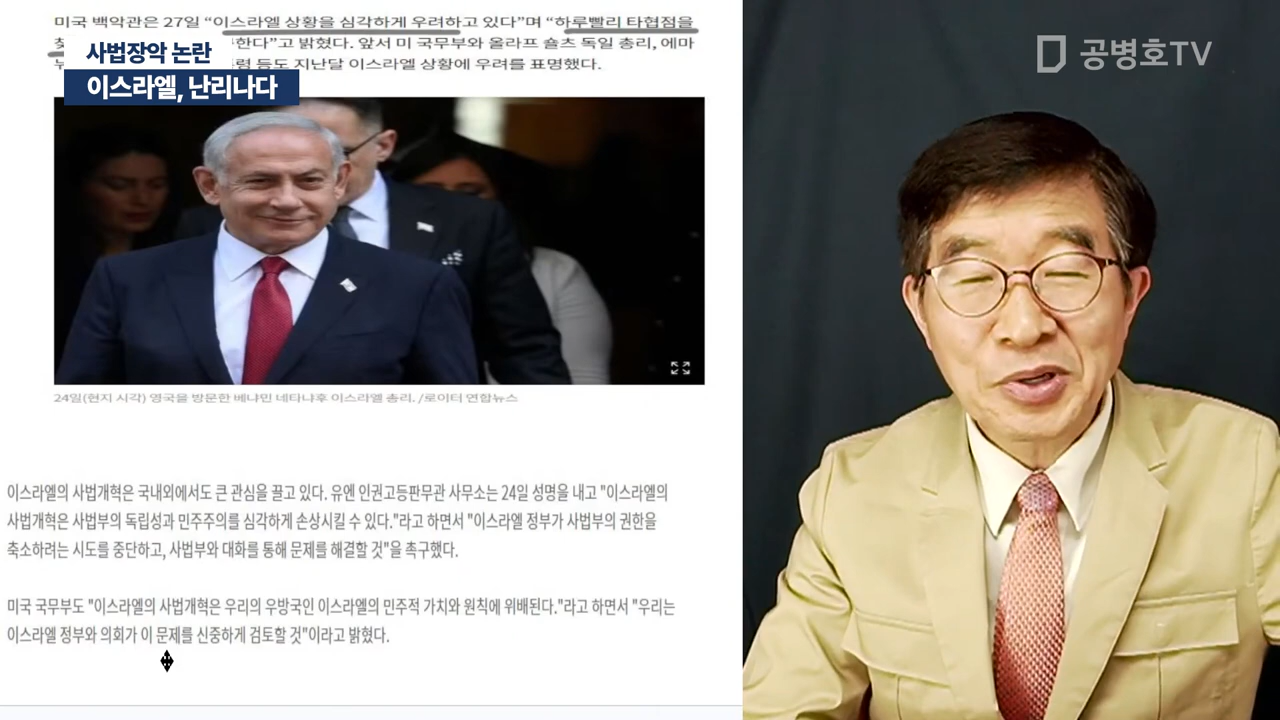 미국 백악관은 27일 “이스라엘 상황을 심각하게 우려하고 있다”며 “하루빨리 타협점을
한다”고 밝혔다. 앞서 미 국무부와 올라프 숄츠 독일 총리, 에마
등도 지난달 이스라엘 상황에 우려를 표명했다.
사법장악 논란
이스라엘, 난리나다
공병호TV
24일(현지 시각) 영국을 방문한 베냐민 네타냐후 이스라엘 총리. /로이터 연합뉴스
이스라엘의 사법개혁은 국내외에서도 큰 관심을 끌고 있다. 유엔 인권고등판무관 사무소는 24일 성명을 내고 "이스라엘의
사법개혁은 사법부의 독립성과 민주주의를 심각하게 손상시킬 수 있다."라고 하면서 "이스라엘 정부가 사법부의 권한을
축소하려는 시도를 중단하고, 사법부와 대화를 통해 문제를 해결할 것"을 촉구했다.
미국 국무부도 "이스라엘의 사법개혁은 우리의 우방국인 이스라엘의 민주적 가치와 원칙에 위배된다."라고 하면서 "우리는
이스라엘 정부와 의회가 이 문제를 신중하게 검토할 것"이라고 밝혔다.